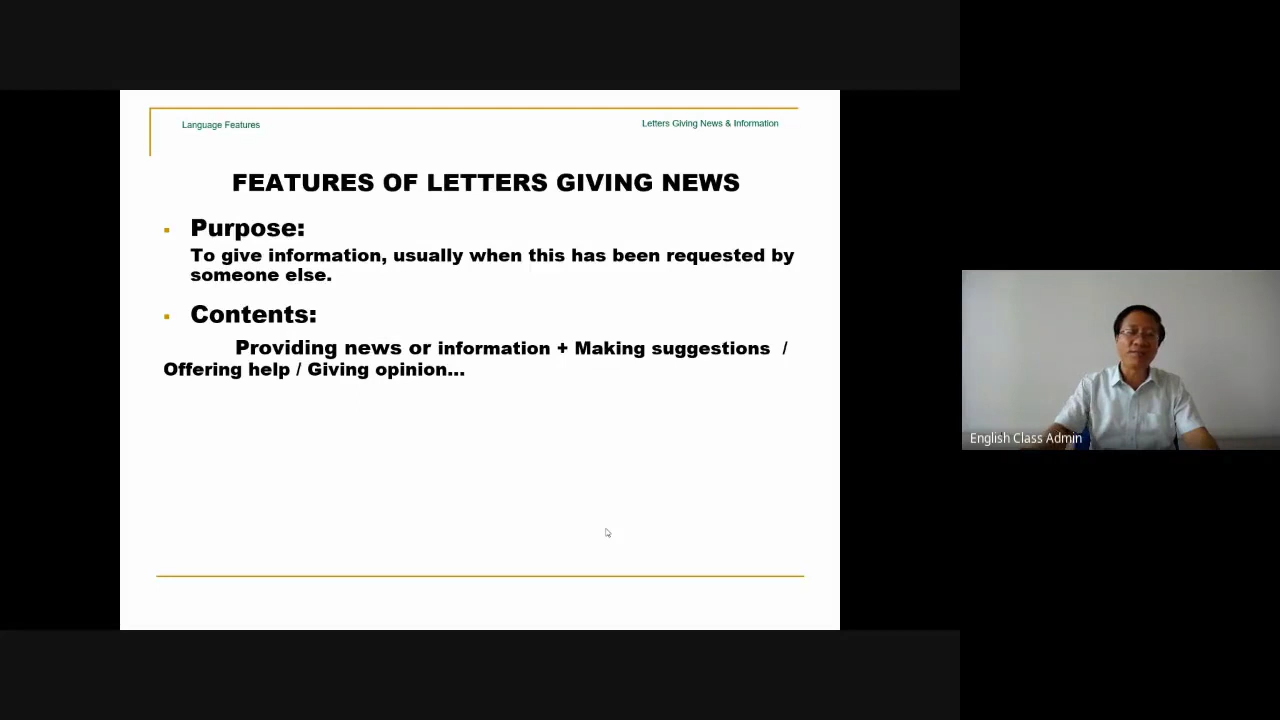 Language Features
Letters Giving News & Information
FEATURES OF LETTERS GIVING NEWS
Purpose:
To give information, usually when this has been requested by
someone else.
Contents:
Providing news or information + Making suggestions /
Offering help / Giving opinion...
English Class Admin